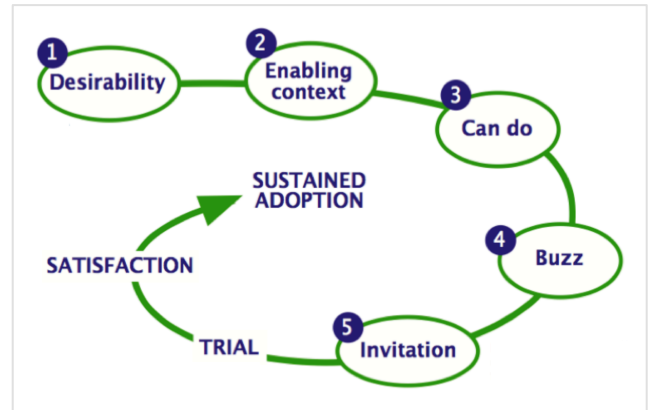 1
Desirability
2
Enabling
context
3
Can do
4
Buzz
5
Invitation
TRIAL
SATISFACTION
SUSTAINED
ADOPTION